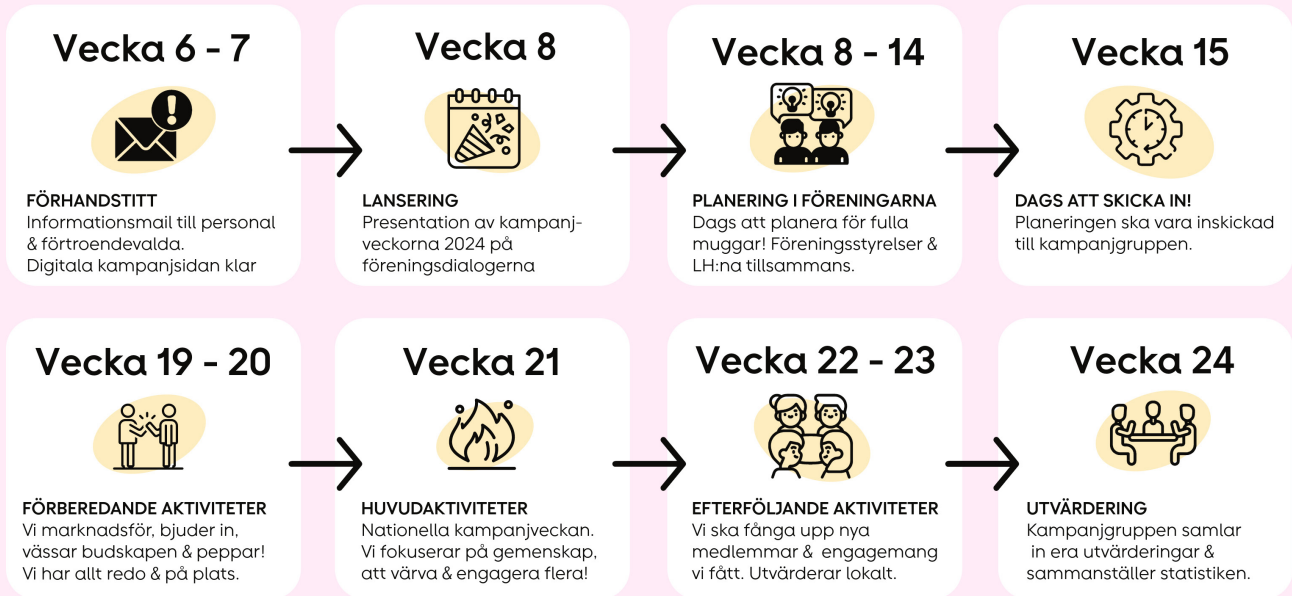 Vecka 6 - 7
FÖRHANDSTITT
Informationsmail till personal
& förtroendevalda.
Digitala kampanjsidan klar
Vecka 8
LANSERING
Presentation av kampanj-
veckorna 2024 på
föreningsdialogerna
Vecka 8 - 14
PLANERING I FÖRENINGARNA
Dags att planera för fulla
muggar! Föreningsstyrelser &
LH:na tillsammans.
Vecka 15
DAGS ATT SKICKA IN!
Planeringen ska vara inskickad
till kampanjgruppen.
Vecka 19 - 20
FÖRBEREDANDE AKTIVITETER
Vi marknadsför, bjuder in,
vässar budskapen & peppar!
Vi har allt redo & på plats.
Vecka 21
HUVUDAKTIVITETER
Nationella kampanjveckan.
Vi fokuserar på gemenskap,
att värva & engagera flera!
Vecka 22 - 23
EFTERFÖLJANDE AKTIVITETER
Vi ska fånga upp nya
medlemmar & engagemang
vi fått. Utvärderar lokalt.
Vecka 24
UTVÄRDERING
Kampanjgruppen samlar
in era utvärderingar &
sammanställer statistiken.